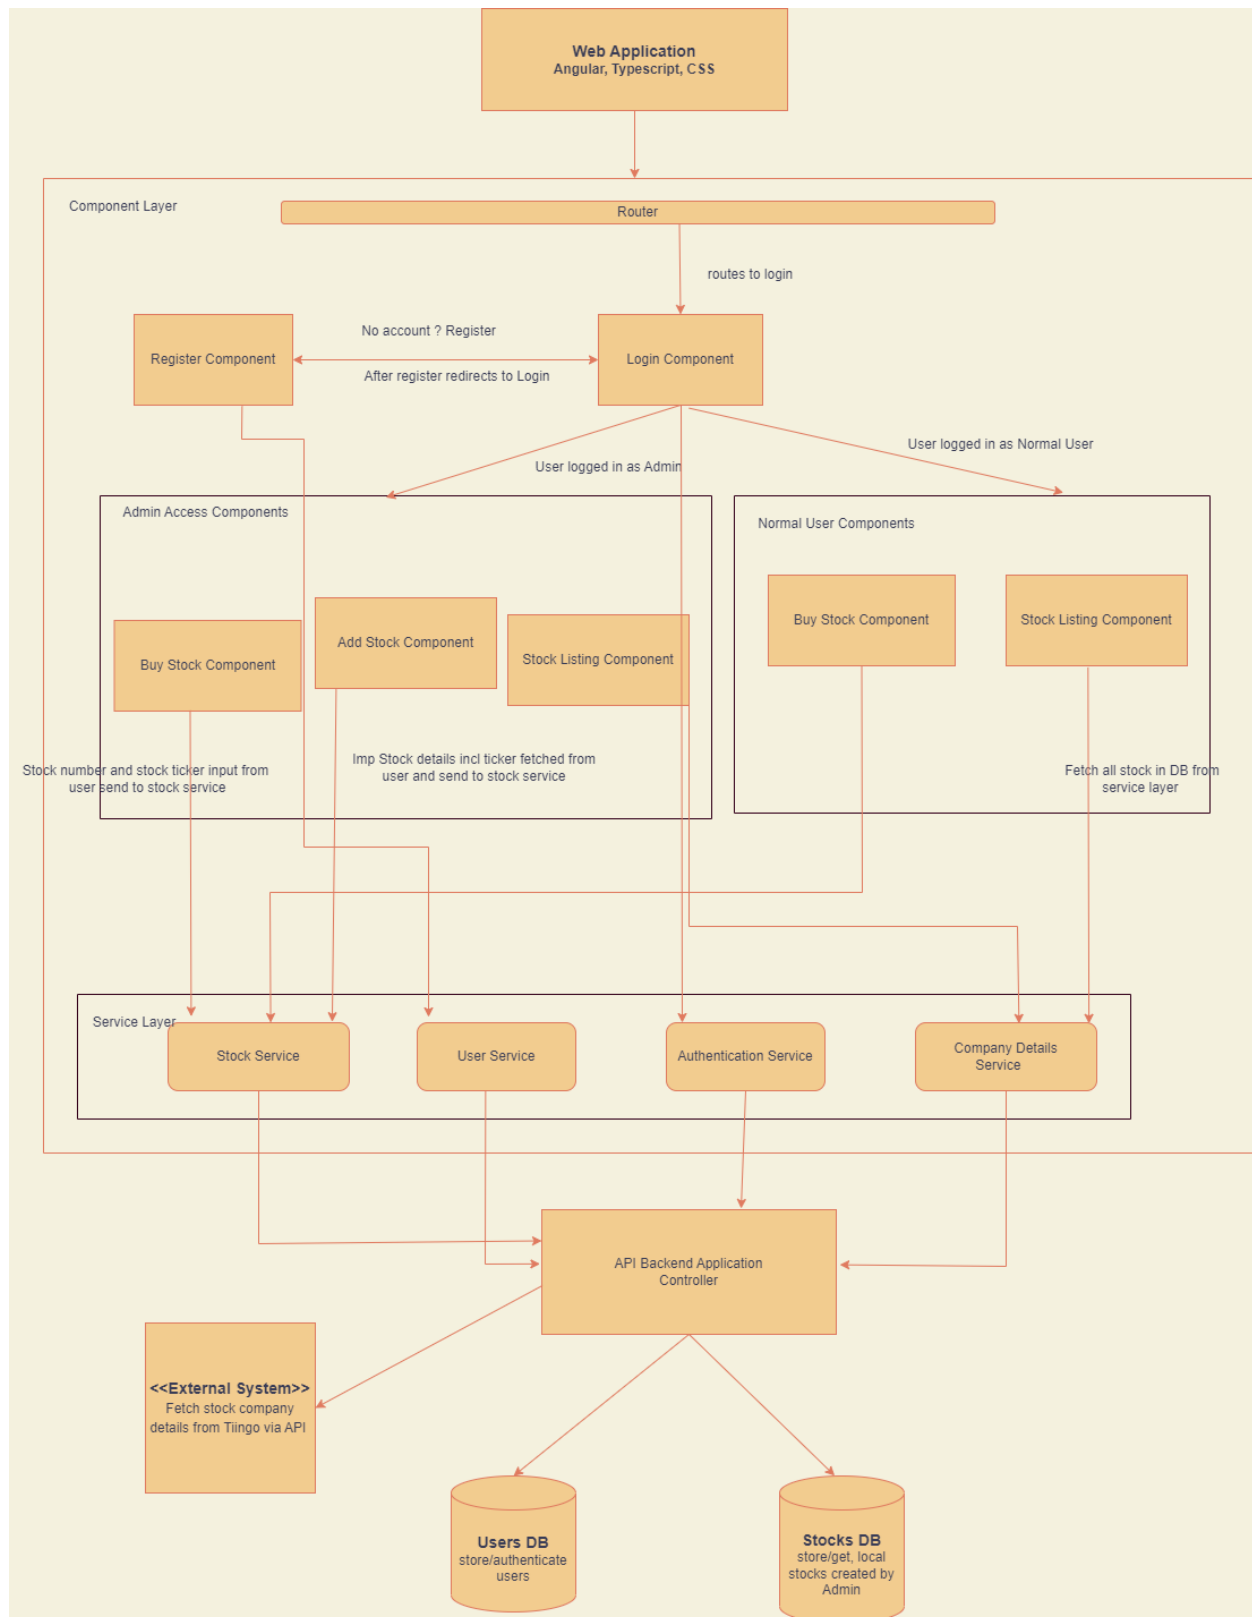 Web Application
Angular, Typescript, CSS
Component Layer
Router
routes to login
No account ? Register
Register Component
Login Component
After register redirects to Login
User logged in as Normal User
User logged in as Admin
Admin Access Components
Normal User Components
Buy Stock Component
Add Stock Component
Stock Listing Component
Buy Stock Component
Stock Listing Component
Stock number and stock ticker input from
user send to stock service
Imp Stock details incl ticker fetched from
user and send to stock service
Fetch all stock in DB from
service layer
Service Layer
Stock Service
User Service
Authentication Service
Company Details
Service
API Backend Application
Controller
<<External System>>
Fetch stock company
details from Tiingo via API
Users DB
store/authenticate
users
Stocks DB
store/get, local
stocks created by
Admin